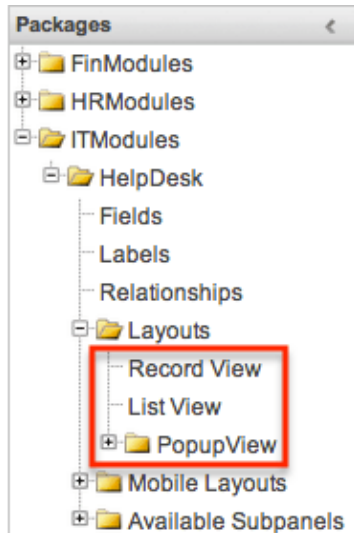 Packages
FinModules
HRModules
ITModules
HelpDesk
Fields
Labels
Relationships
Layouts
Record View
List View
PopupView
Mobile Layouts
Available Subpanels